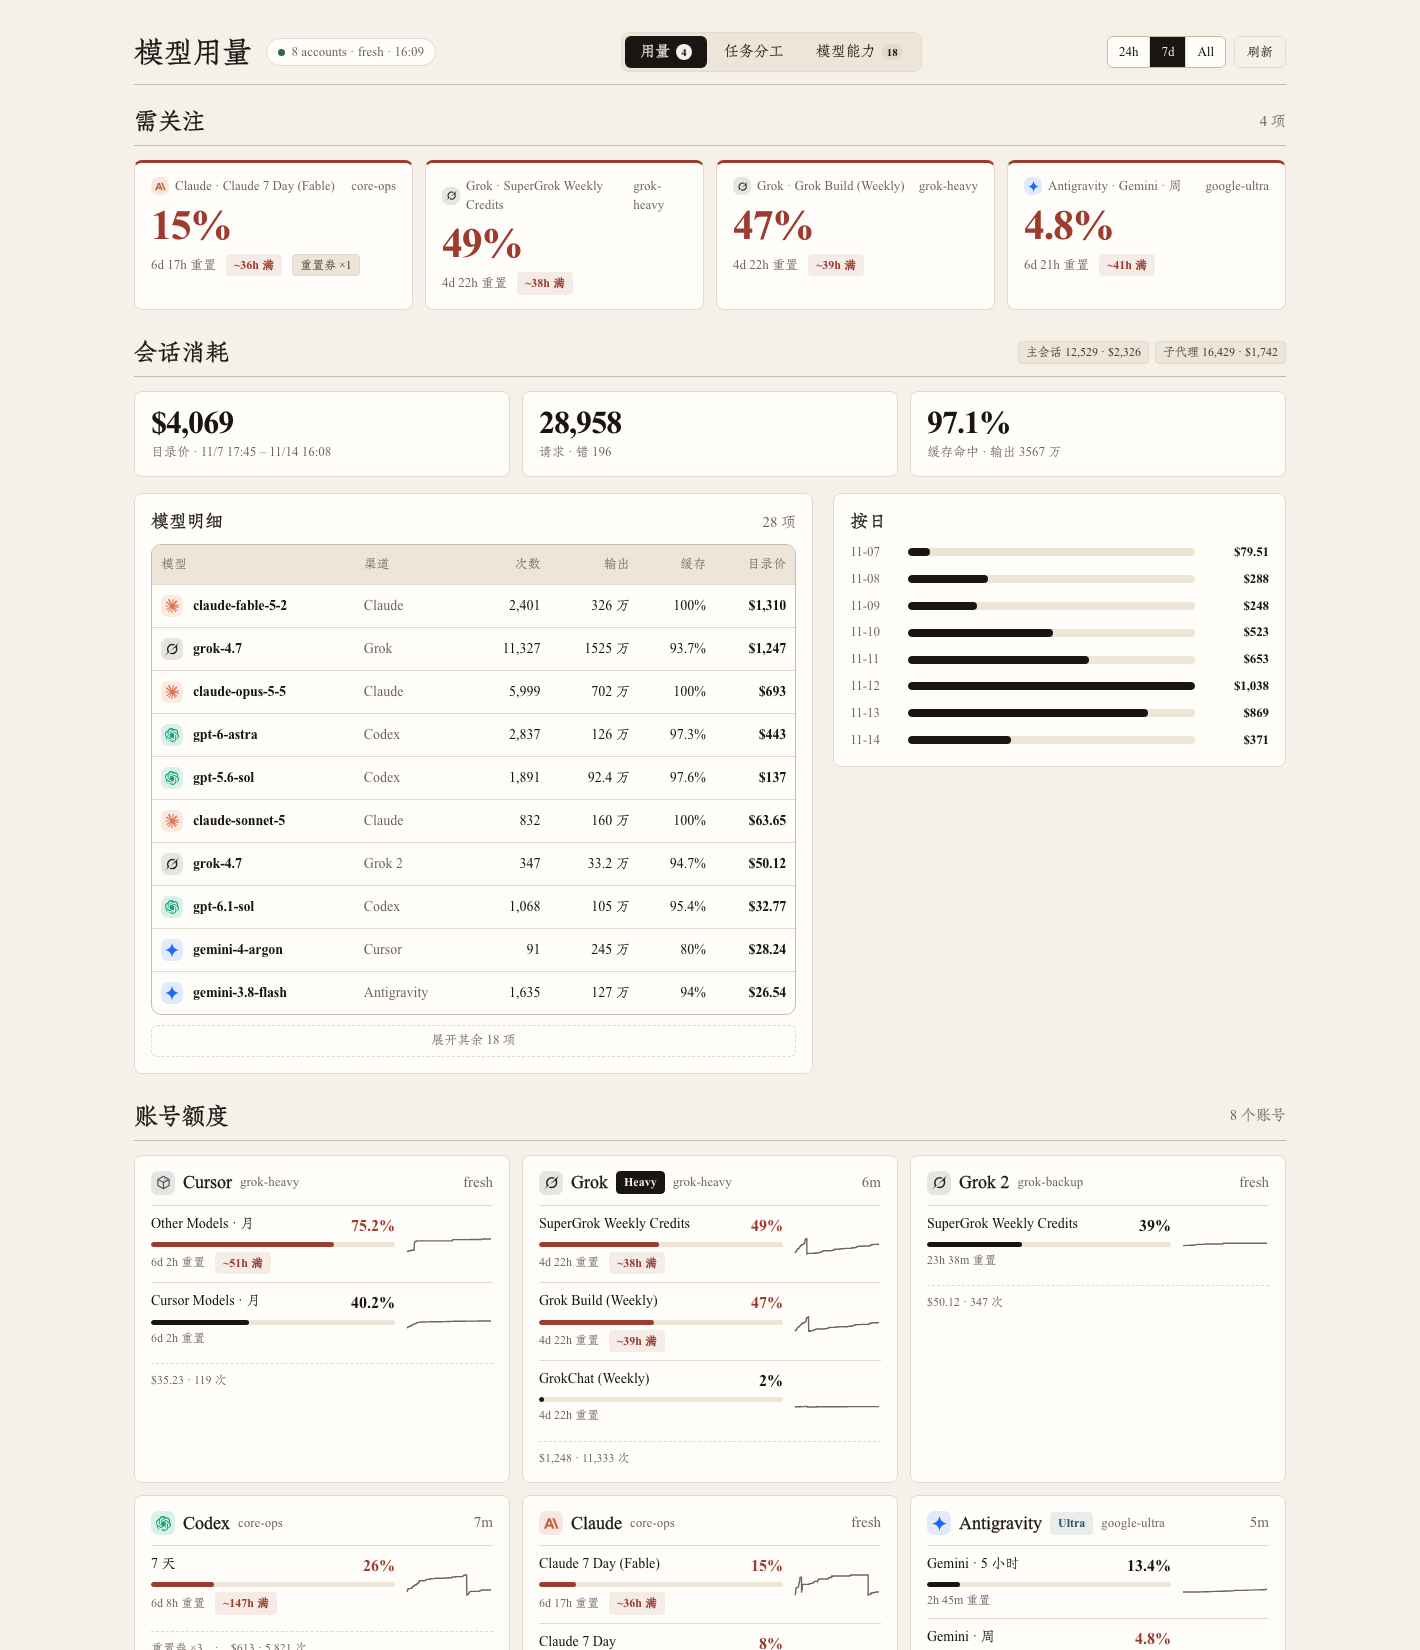 模型用量 8 accounts · fresh · 16:09 用量 4 任务分工 模型能力 18 24h 7d All 刷新
需关注 4 项
Claude · Claude 7 Day (Fable) core-ops
15%
6d 17h 重置 ~36h 满 重置券 ×1
Grok · SuperGrok Weekly Credits grok-heavy
49%
4d 22h 重置 ~38h 满
Grok · Grok Build (Weekly) grok-heavy
47%
4d 22h 重置 ~39h 满
Antigravity · Gemini · 周 google-ultra
4.8%
6d 21h 重置 ~41h 满
会话消耗 主会话 12,529 · $2,326 子代理 16,429 · $1,742
$4,069
目录价 · 11/7 17:45 – 11/14 16:08
28,958
请求 · 错 196
97.1%
缓存命中 · 输出 3567 万
模型明细 28 项
模型 渠道 次数 输出 缓存 目录价
claude-fable-5-2 Claude 2,401 326 万 100% $1,310
grok-4.7 Grok 11,327 1525 万 93.7% $1,247
claude-opus-5-5 Claude 5,999 702 万 100% $693
gpt-6-astra Codex 2,837 126 万 97.3% $443
gpt-5.6-sol Codex 1,891 92.4 万 97.6% $137
claude-sonnet-5 Claude 832 160 万 100% $63.65
grok-4.7 Grok 2 347 33.2 万 94.7% $50.12
gpt-6.1-sol Codex 1,068 105 万 95.4% $32.77
gemini-4-argon Cursor 91 245 万 80% $28.24
gemini-3.8-flash Antigravity 1,635 127 万 94% $26.54
展开其余 18 项
按日
11-07 $79.51
11-08 $288
11-09 $248
11-10 $523
11-11 $653
11-12 $1,038
11-13 $869
11-14 $371
账号额度 8 个账号
Cursor grok-heavy fresh
Other Models · 月 75.2%
6d 2h 重置 ~51h 满
Cursor Models · 月 40.2%
6d 2h 重置
$35.23 · 119 次
Grok Heavy grok-heavy 6m
SuperGrok Weekly Credits 49%
4d 22h 重置 ~38h 满
Grok Build (Weekly) 47%
4d 22h 重置 ~39h 满
GrokChat (Weekly) 2%
4d 22h 重置
$1,248 · 11,333 次
Grok 2 grok-backup fresh
SuperGrok Weekly Credits 39%
23h 38m 重置
$50.12 · 347 次
Codex core-ops 7m
7 天 26%
6d 8h 重置 ~147h 满
重置券 ×3 · $613 · 5,821 次
Claude core-ops fresh
Claude 7 Day (Fable) 15%
6d 17h 重置 ~36h 满
Claude 7 Day 8%
Antigravity Ultra google-ultra 5m
Gemini · 5 小时 13.4%
2h 45m 重置
Gemini · 周 4.8%